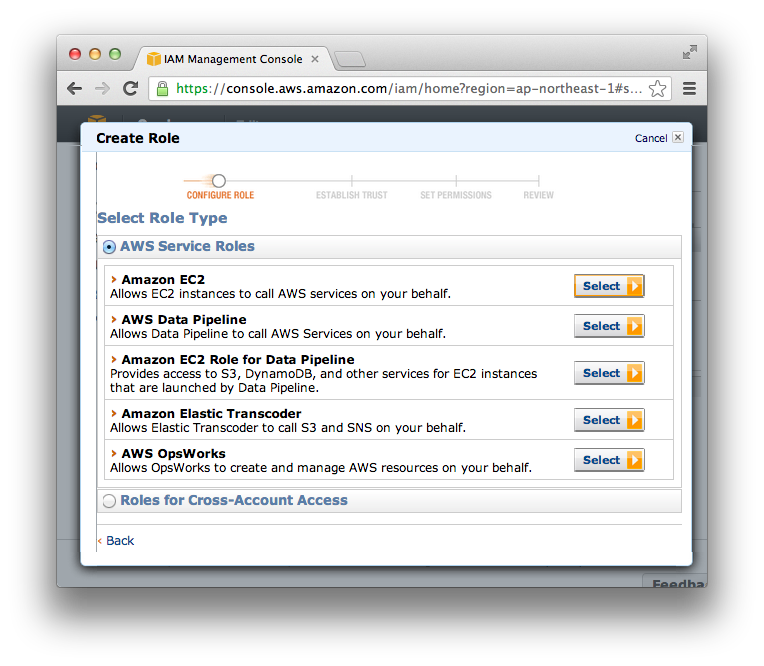 IAM Management Console
https://console.aws.amazon.com/iam/home?region=ap-northeast-1#s...
Create Role
Cancel
CONFIGURE ROLE
ESTABLISH TRUST
SET PERMISSIONS
REVIEW
Select Role Type
AWS Service Roles
Amazon EC2
Allows EC2 instances to call AWS services on your behalf.
Select
AWS Data Pipeline
Allows Data Pipeline to call AWS Services on your behalf.
Select
Amazon EC2 Role for Data Pipeline
Provides access to S3, DynamoDB, and other services for EC2 instances
that are launched by Data Pipeline.
Select
Amazon Elastic Transcoder
Allows Elastic Transcoder to call S3 and SNS on your behalf.
Select
AWS OpsWorks
Allows OpsWorks to create and manage AWS resources on your behalf.
Select
Roles for Cross-Account Access
Back
Feedba